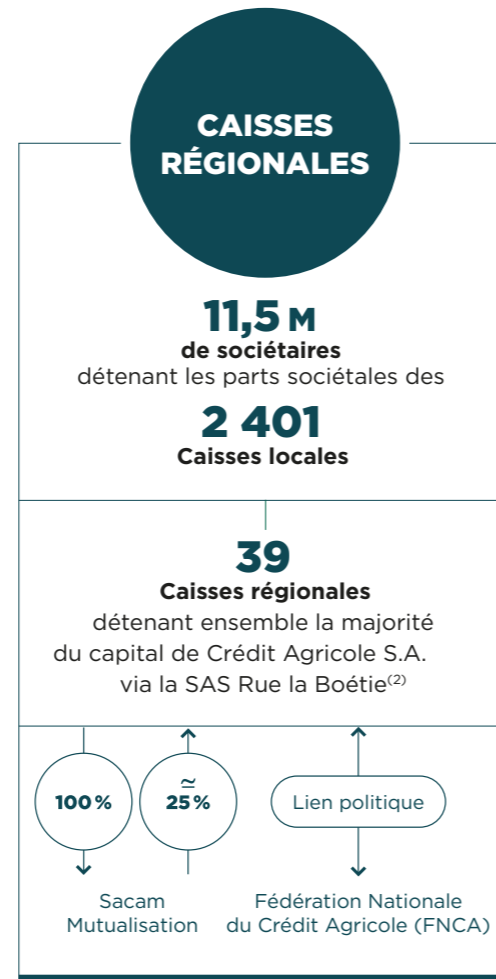 CAISSES
RÉGIONALES
11,5 M
de sociétaires
détenant les parts sociétales des
2 401
Caisses locales
39
Caisses régionales
détenant ensemble la majorité
du capital de Crédit Agricole S.A.
via la SAS Rue la Boétie(2)
100 %
≃
25 %
Lien politique
Sacam
Mutualisation
Fédération Nationale
du Crédit Agricole (FNCA)